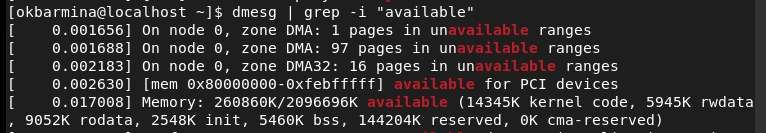 [okbarmina@localhost ~]$ dmesg | grep -i "available"
[    0.001656] On node 0, zone DMA: 1 pages in unavailable ranges
[    0.001688] On node 0, zone DMA: 97 pages in unavailable ranges
[    0.002183] On node 0, zone DMA32: 16 pages in unavailable ranges
[    0.002630] [mem 0x80000000-0xfebfffff] available for PCI devices
[    0.017008] Memory: 260860K/2096696K available (14345K kernel code, 5945K rwdata
, 9052K rodata, 2548K init, 5460K bss, 144204K reserved, 0K cma-reserved)